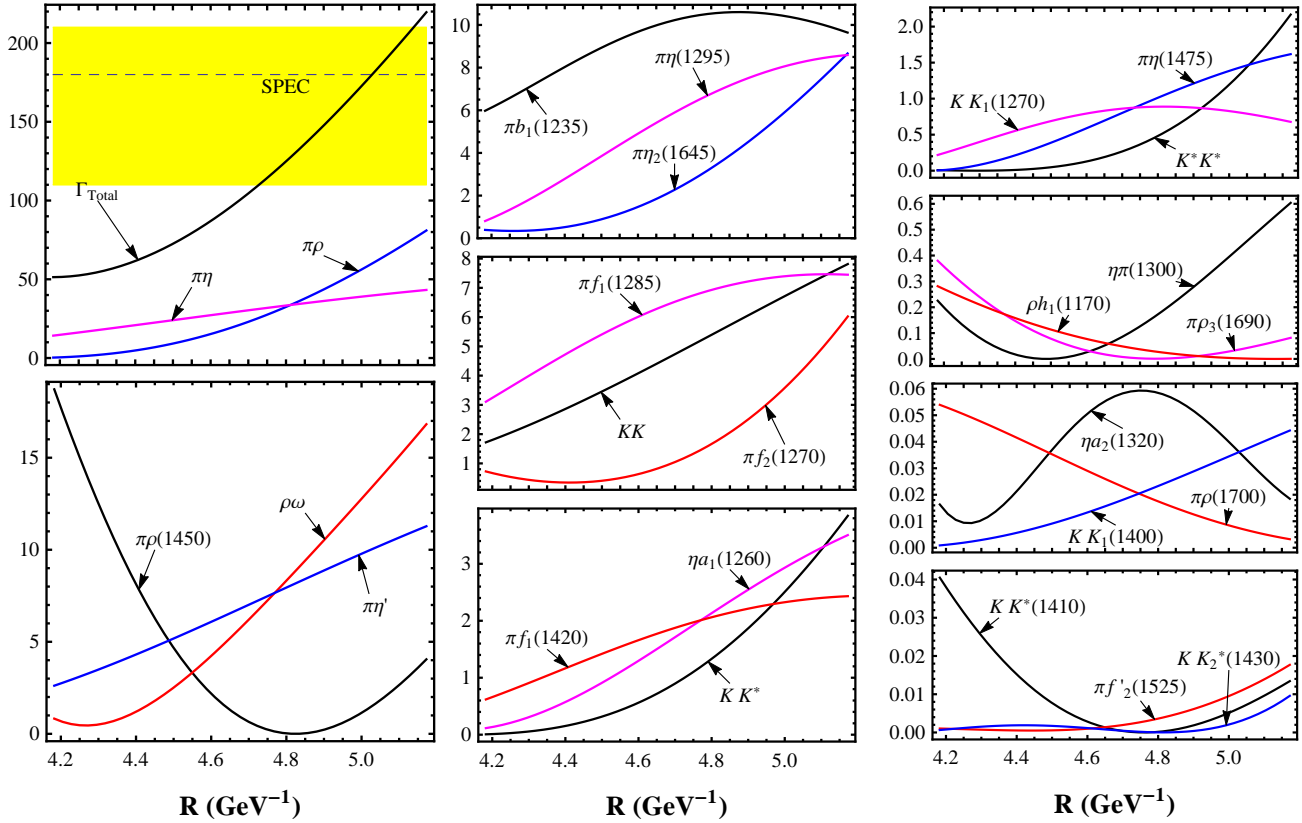 200
150
100
50
0
SPEC
Γ_Total
πρ
πη
15
10
5
0
πρ(1450)
ρω
πη'
4.2 4.4 4.6 4.8 5.0
R (GeV⁻¹)
10
8
6
4
2
0
πb₁(1235)
πη(1295)
πη₂(1645)
8
7
6
5
4
3
2
1
πf₁(1285)
KK
πf₂(1270)
3
2
1
0
ηa₁(1260)
πf₁(1420)
K K*
4.2 4.4 4.6 4.8 5.0
R (GeV⁻¹)
2.0
1.5
1.0
0.5
0.0
πη(1475)
K K₁(1270)
K*K*
0.6
0.5
0.4
0.3
0.2
0.1
0.0
ηπ(1300)
ρh₁(1170)
πρ₃(1690)
0.06
0.05
0.04
0.03
0.02
0.01
0.00
ηa₂(1320)
πρ(1700)
K K₁(1400)
0.04
0.03
0.02
0.001
0.000
K K*(1410)
K K₂*(1430)
πf'₂(1525)
4.2 4.4 4.6 4.8 5.0
R (GeV⁻¹)